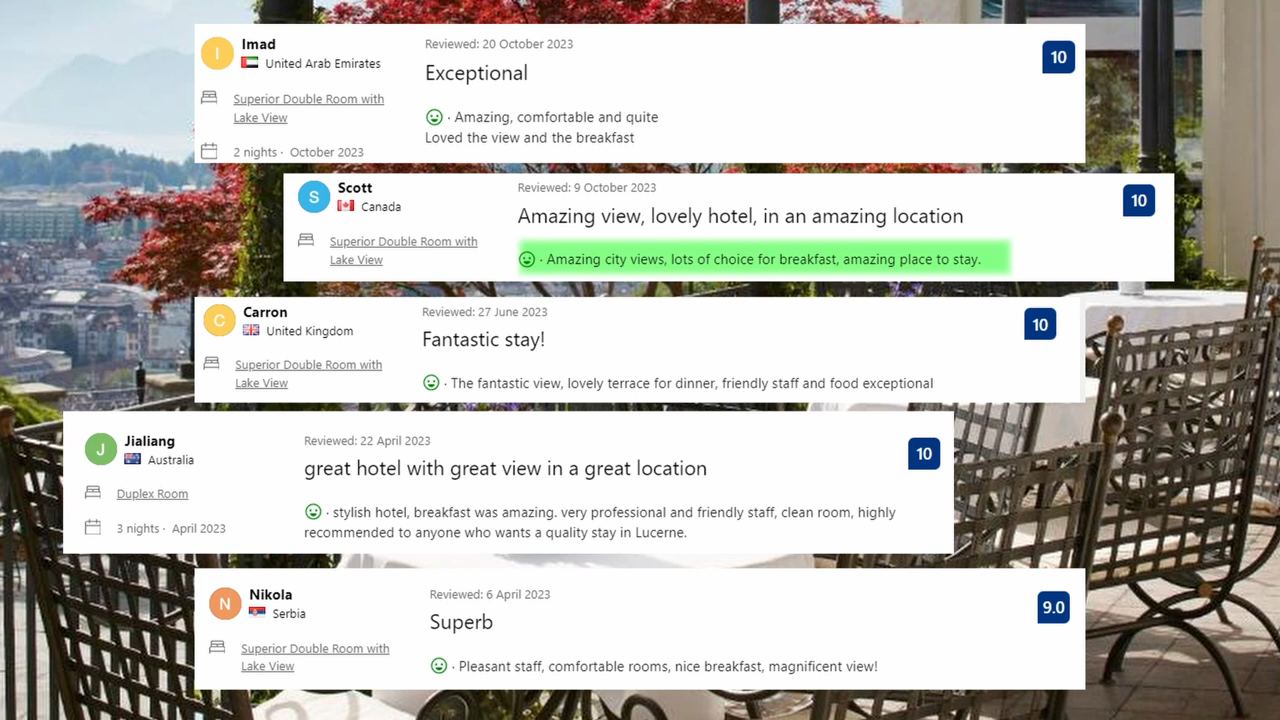 I
Imad
United Arab Emirates
Superior Double Room with
Lake View
2 nights · October 2023
Reviewed: 20 October 2023
Exceptional
· Amazing, comfortable and quite
Loved the view and the breakfast
10
S
Scott
Canada
Superior Double Room with
Lake View
Reviewed: 9 October 2023
Amazing view, lovely hotel, in an amazing location
· Amazing city views, lots of choice for breakfast, amazing place to stay.
10
C
Carron
United Kingdom
Superior Double Room with
Lake View
Reviewed: 27 June 2023
Fantastic stay!
· The fantastic view, lovely terrace for dinner, friendly staff and food exceptional
10
J
Jialiang
Australia
Duplex Room
3 nights · April 2023
Reviewed: 22 April 2023
great hotel with great view in a great location
· stylish hotel, breakfast was amazing. very professional and friendly staff, clean room, highly
recommended to anyone who wants a quality stay in Lucerne.
10
N
Nikola
Serbia
Superior Double Room with
Lake View
Reviewed: 6 April 2023
Superb
· Pleasant staff, comfortable rooms, nice breakfast, magnificent view!
9.0